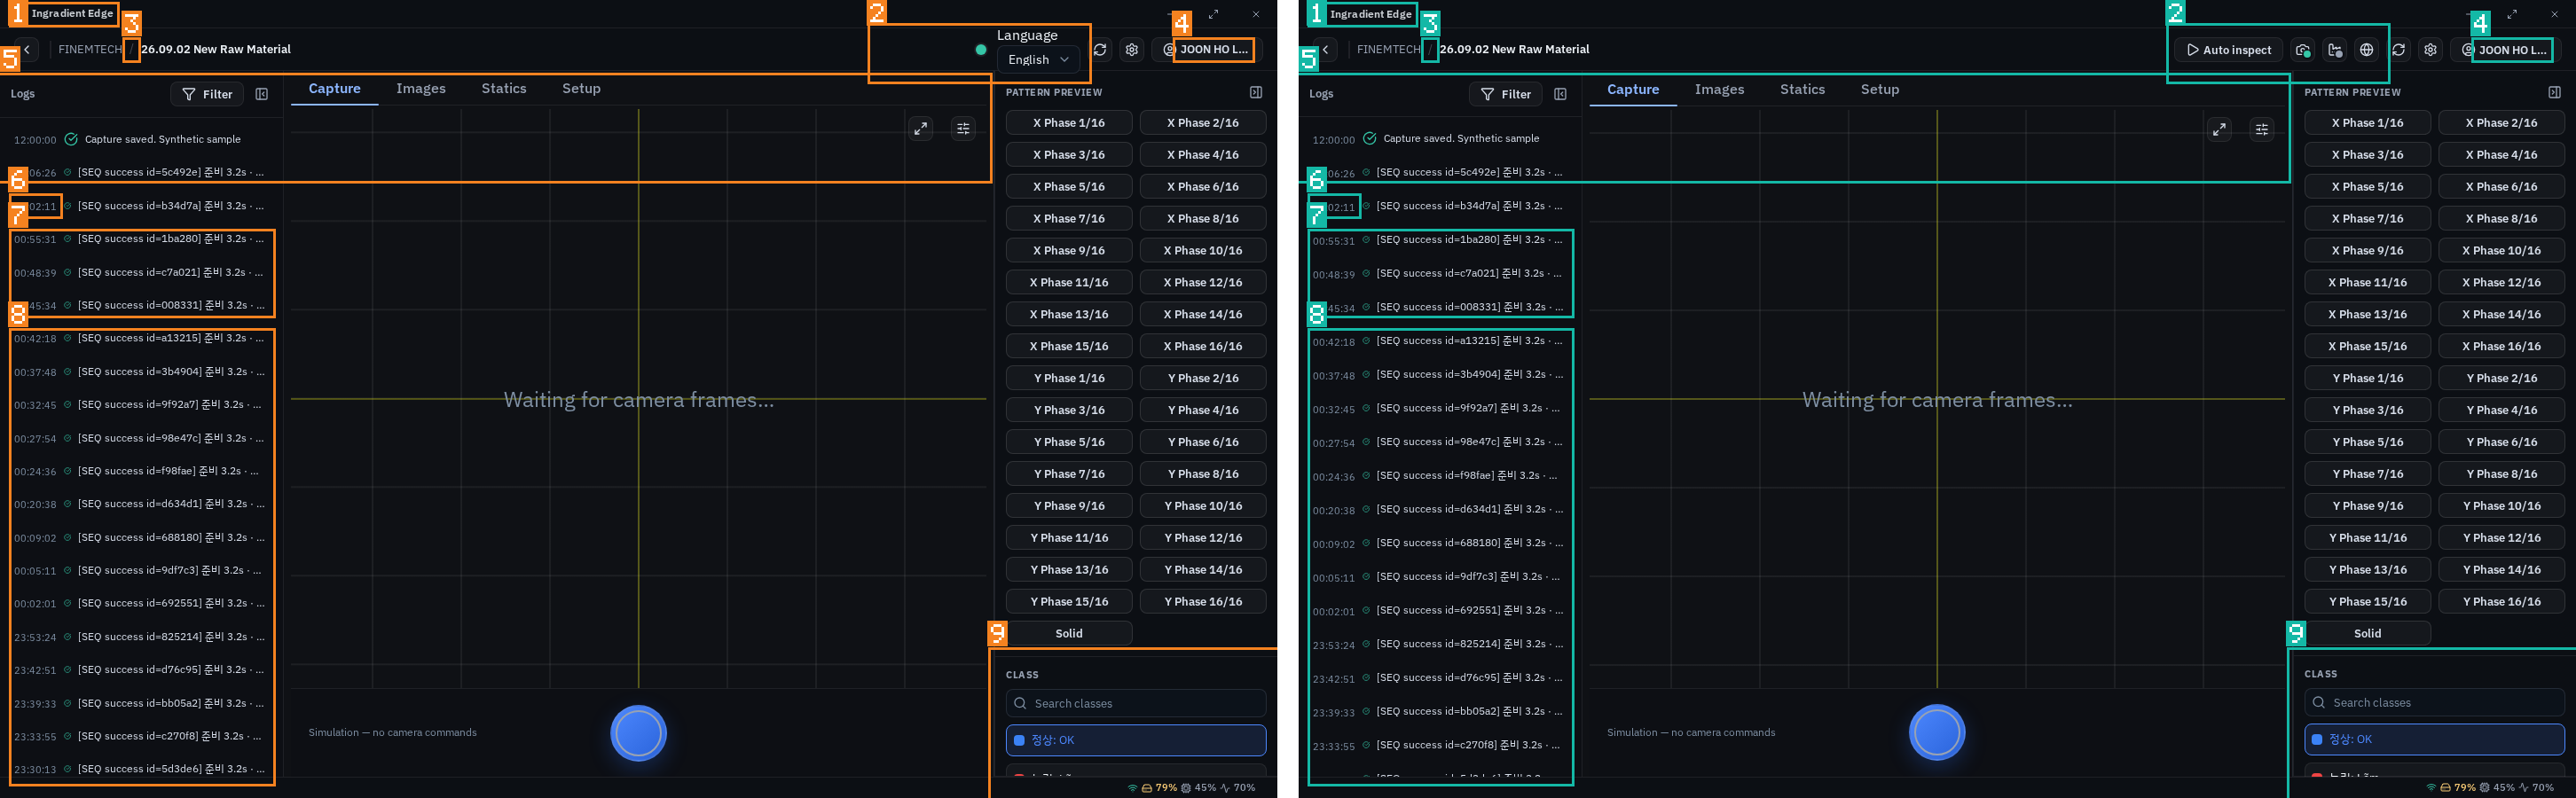 1 Ingradient Edge
2
3
4
5
FINEMTECH / 26.09.02 New Raw Material
Language
English
JOON HO L...
Logs
Filter
Capture Images Statics Setup
12:00:00 Capture saved. Synthetic sample
06:26 [SEQ success id=5c492e] 준비 3.2s · ...
6
02:11 [SEQ success id=b34d7a] 준비 3.2s · ...
7
00:55:31 [SEQ success id=1ba280] 준비 3.2s · ...
00:48:39 [SEQ success id=c7a021] 준비 3.2s · ...
45:34 [SEQ success id=008331] 준비 3.2s · ...
8
00:42:18 [SEQ success id=a13215] 준비 3.2s · ...
00:37:48 [SEQ success id=3b4904] 준비 3.2s · ...
00:32:45 [SEQ success id=9f92a7] 준비 3.2s · ...
00:27:54 [SEQ success id=98e47c] 준비 3.2s · ...
00:24:36 [SEQ success id=f98fae] 준비 3.2s · ...
00:20:38 [SEQ success id=d634d1] 준비 3.2s · ...
00:09:02 [SEQ success id=688180] 준비 3.2s · ...
00:05:11 [SEQ success id=9df7c3] 준비 3.2s · ...
00:02:01 [SEQ success id=692551] 준비 3.2s · ...
23:53:24 [SEQ success id=825214] 준비 3.2s · ...
23:42:51 [SEQ success id=d76c95] 준비 3.2s · ...
23:39:33 [SEQ success id=bb05a2] 준비 3.2s · ...
23:33:55 [SEQ success id=c270f8] 준비 3.2s · ...
23:30:13 [SEQ success id=5d3de6] 준비 3.2s · ...
Waiting for camera frames...
Simulation — no camera commands
PATTERN PREVIEW
X Phase 1/16 X Phase 2/16
X Phase 3/16 X Phase 4/16
X Phase 5/16 X Phase 6/16
X Phase 7/16 X Phase 8/16
X Phase 9/16 X Phase 10/16
X Phase 11/16 X Phase 12/16
X Phase 13/16 X Phase 14/16
X Phase 15/16 X Phase 16/16
Y Phase 1/16 Y Phase 2/16
Y Phase 3/16 Y Phase 4/16
Y Phase 5/16 Y Phase 6/16
Y Phase 7/16 Y Phase 8/16
Y Phase 9/16 Y Phase 10/16
Y Phase 11/16 Y Phase 12/16
Y Phase 13/16 Y Phase 14/16
Y Phase 15/16 Y Phase 16/16
9 Solid
CLASS
Search classes
정상: OK
79% 45% 70%
1 Ingradient Edge
2
3
4
5
FINEMTECH / 26.09.02 New Raw Material
Auto inspect
JOON HO L...
Logs
Filter
Capture Images Statics Setup
12:00:00 Capture saved. Synthetic sample
06:26 [SEQ success id=5c492e] 준비 3.2s · ...
6
02:11 [SEQ success id=b34d7a] 준비 3.2s · ...
7
00:55:31 [SEQ success id=1ba280] 준비 3.2s · ...
00:48:39 [SEQ success id=c7a021] 준비 3.2s · ...
45:34 [SEQ success id=008331] 준비 3.2s · ...
8
00:42:18 [SEQ success id=a13215] 준비 3.2s · ...
00:37:48 [SEQ success id=3b4904] 준비 3.2s · ...
00:32:45 [SEQ success id=9f92a7] 준비 3.2s · ...
00:27:54 [SEQ success id=98e47c] 준비 3.2s · ...
00:24:36 [SEQ success id=f98fae] 준비 3.2s · ...
00:20:38 [SEQ success id=d634d1] 준비 3.2s · ...
00:09:02 [SEQ success id=688180] 준비 3.2s · ...
00:05:11 [SEQ success id=9df7c3] 준비 3.2s · ...
00:02:01 [SEQ success id=692551] 준비 3.2s · ...
23:53:24 [SEQ success id=825214] 준비 3.2s · ...
23:42:51 [SEQ success id=d76c95] 준비 3.2s · ...
23:39:33 [SEQ success id=bb05a2] 준비 3.2s · ...
23:33:55 [SEQ success id=c270f8] 준비 3.2s · ...
Waiting for camera frames...
Simulation — no camera commands
PATTERN PREVIEW
X Phase 1/16 X Phase 2/16
X Phase 3/16 X Phase 4/16
X Phase 5/16 X Phase 6/16
X Phase 7/16 X Phase 8/16
X Phase 9/16 X Phase 10/16
X Phase 11/16 X Phase 12/16
X Phase 13/16 X Phase 14/16
X Phase 15/16 X Phase 16/16
Y Phase 1/16 Y Phase 2/16
Y Phase 3/16 Y Phase 4/16
Y Phase 5/16 Y Phase 6/16
Y Phase 7/16 Y Phase 8/16
Y Phase 9/16 Y Phase 10/16
Y Phase 11/16 Y Phase 12/16
Y Phase 13/16 Y Phase 14/16
Y Phase 15/16 Y Phase 16/16
9 Solid
CLASS
Search classes
정상: OK
79% 45% 70%